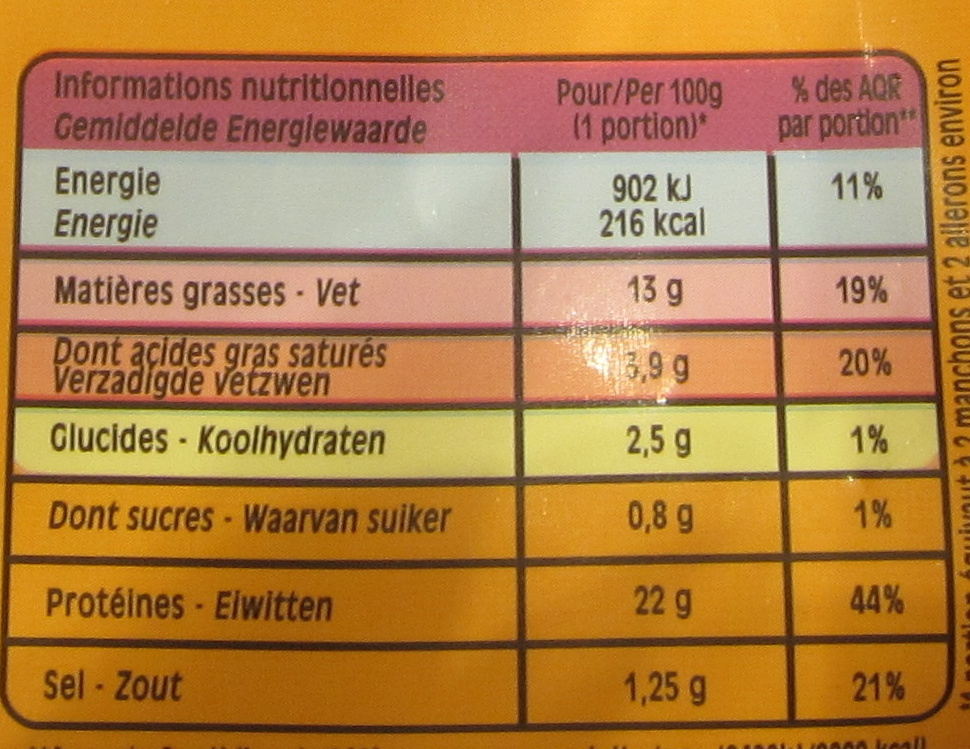 Informations nutritionnelles Pour/Per 100g % des AQR
Gemiddelde Energiewaarde (1 portion)* par portion**
Energie 902 kJ 11%
Energie 216 kcal
Matières grasses - Vet 13 g 19%
Dont acides gras saturés 3,9 g 20%
Verzadigde vetzwen
Glucides - Koolhydraten 2,5 g 1%
Dont sucres - Waarvan suiker 0,8 g 1%
Protéines - Eiwitten 22 g 44%
Sel - Zout 1,25 g 21%
à 2 manchons et 2 ailerons environ